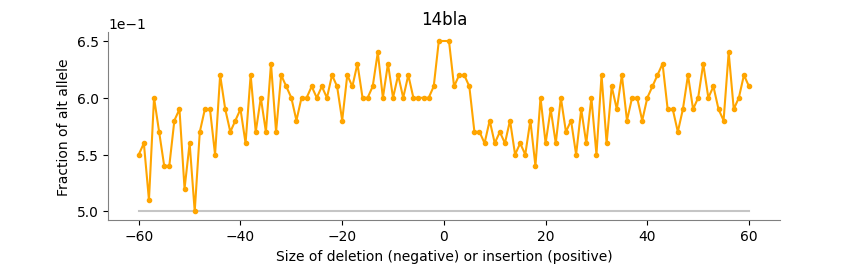 14bla
1e−1
6.5
6.0
5.5
5.0
Fraction of alt allele
−60 −40 −20 0 20 40 60
Size of deletion (negative) or insertion (positive)